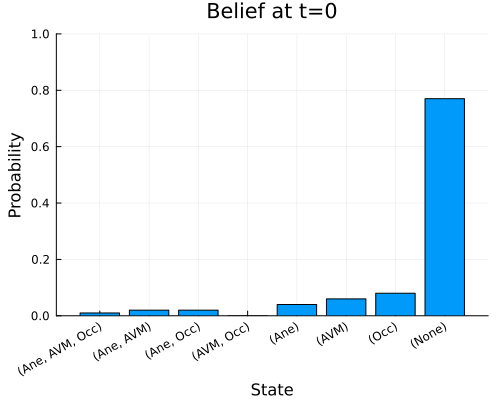 Belief at t=0
1.0
0.8
0.6
0.4
0.2
0.0
Probability
(Ane, AVM, Occ)
(Ane, AVM)
(Ane, Occ)
(AVM, Occ)
(Ane)
(AVM)
(Occ)
(None)
State